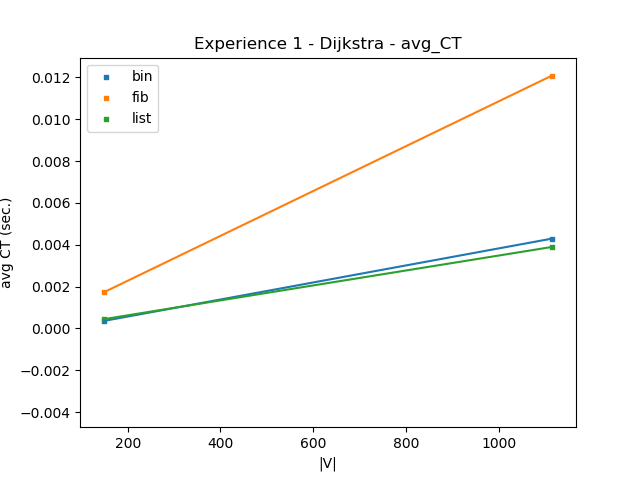 Experience 1 - Dijkstra - avg_CT
bin
fib
list
0.012
0.010
0.008
0.006
0.004
0.002
0.000
−0.002
−0.004
avg CT (sec.)
200 400 600 800 1000
|V|